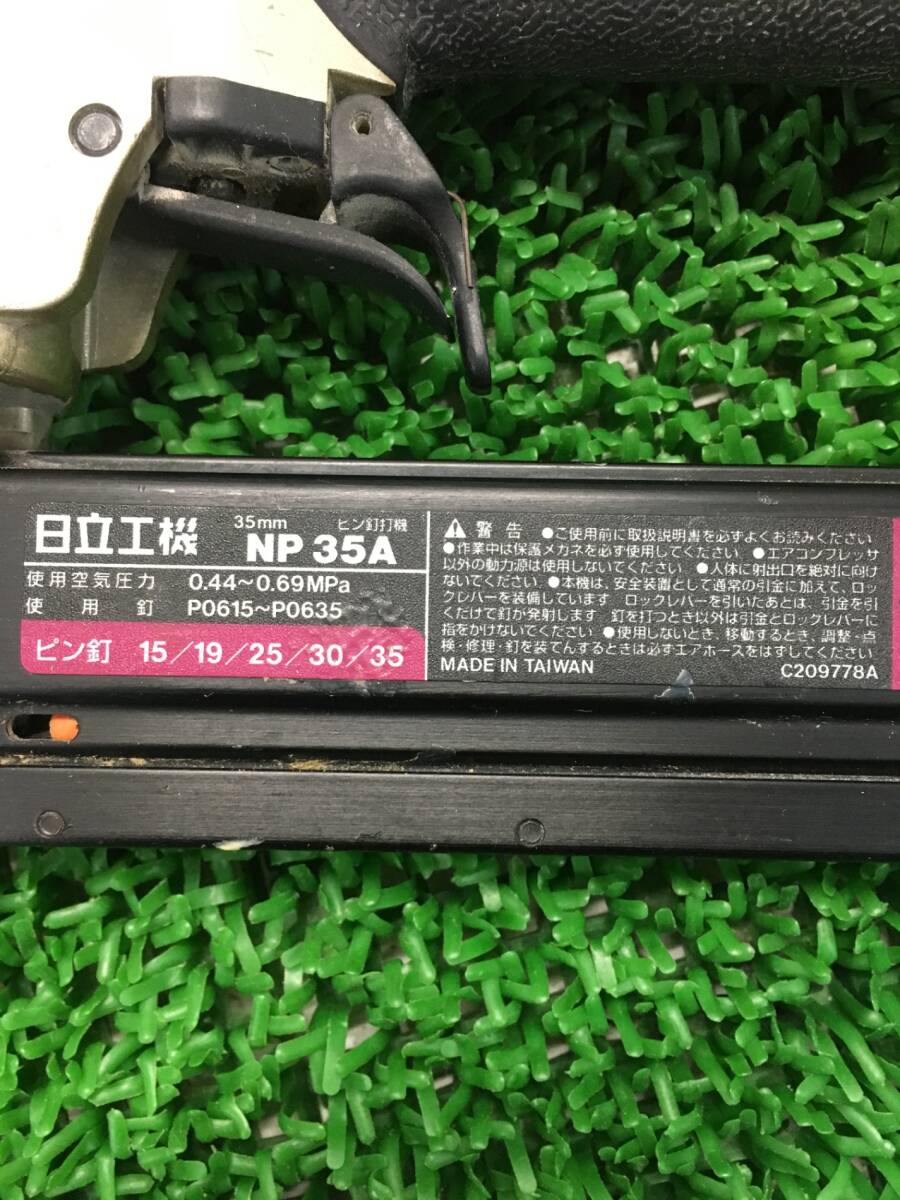 日立工機
35mm ピン釘打機
NP 35A
使用空気圧力 0.44~0.69MPa
使用釘 P0615~P0635
ピン釘 15/19/25/30/35
⚠ 警告 ●ご使用前に取扱説明書を必ずよくお読みください
●作業中は保護メガネを必ず使用してください ●エアコンプレッサ
以外の動力源は使用しないでください ●人体に射出口を絶対に向け
ないでください ●本機は、安全装置として通常の引金に加えて、ロッ
クレバーを装備しています ロックレバーを引いたあとは、引金を引
くだけで釘が発射します 釘を打つとき以外は引金とロックレバーに
指をかけないでください ●使用しないとき、移動するとき、調整・点
検・修理・釘を装てんするときは必ずエアホースをはずしてください
MADE IN TAIWAN C209778A